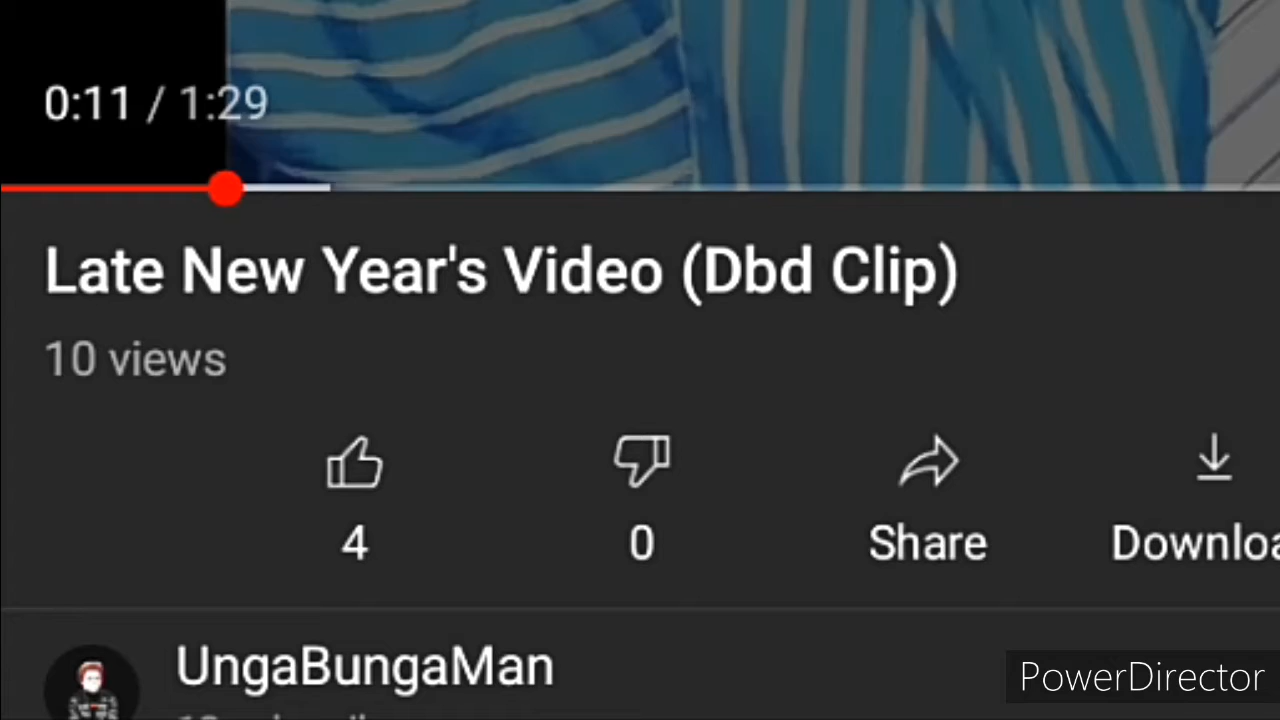 0:11 / 1:29
Late New Year's Video (Dbd Clip)
10 views
4
0
Share
Downloa
UngaBungaMan
PowerDirector